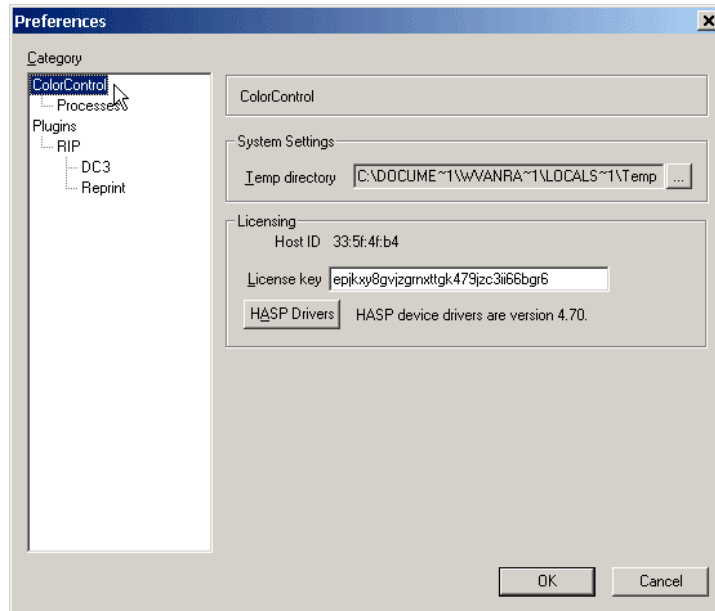 Preferences
Category
ColorControl
Processes
Plugins
RIP
DC3
Reprint
ColorControl
System Settings
Temp directory C:\DOCUME~1\WVANRA~1\LOCALS~1\Temp ...
Licensing
Host ID 33:5f:4f:b4
License key epjkxy8gvjzgrnxttgk479jzc3ii66bgr6
HASP Drivers HASP device drivers are version 4.70.
OK Cancel